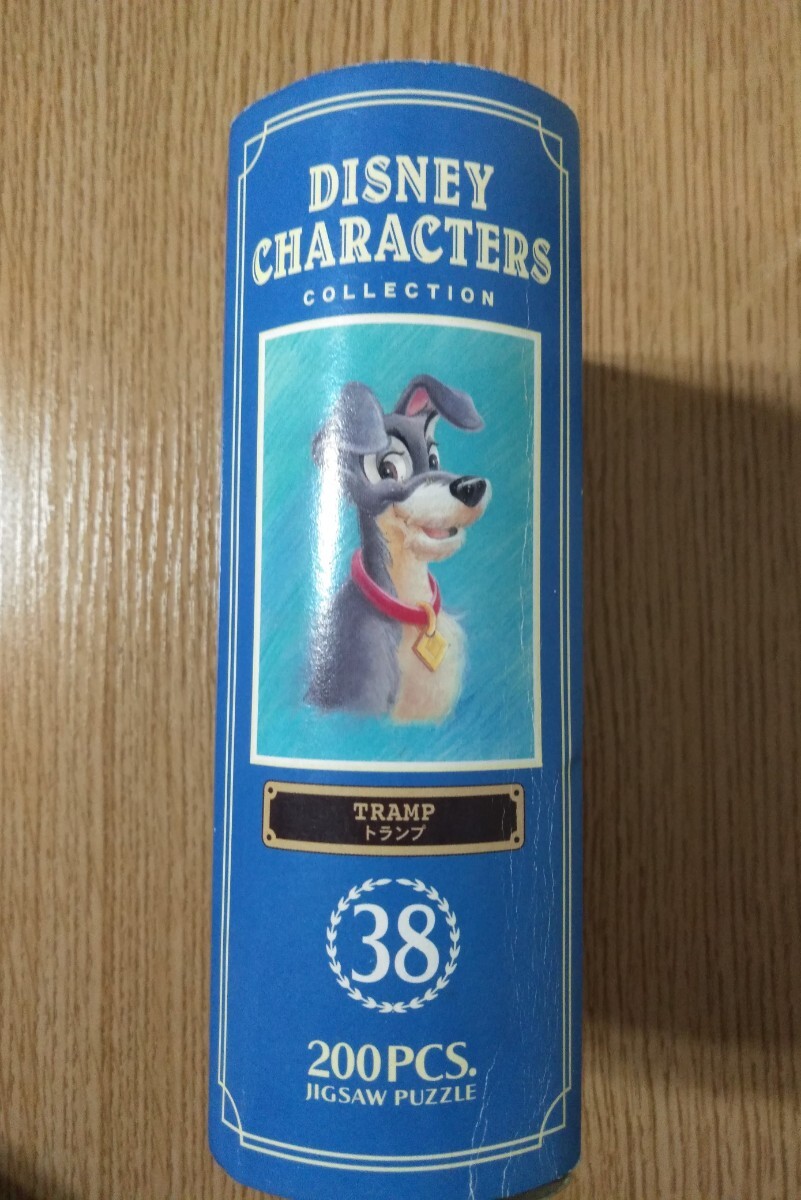 DISNEY
CHARACTERS
COLLECTION
TRAMP
トランプ
38
200PCS.
JIGSAW PUZZLE